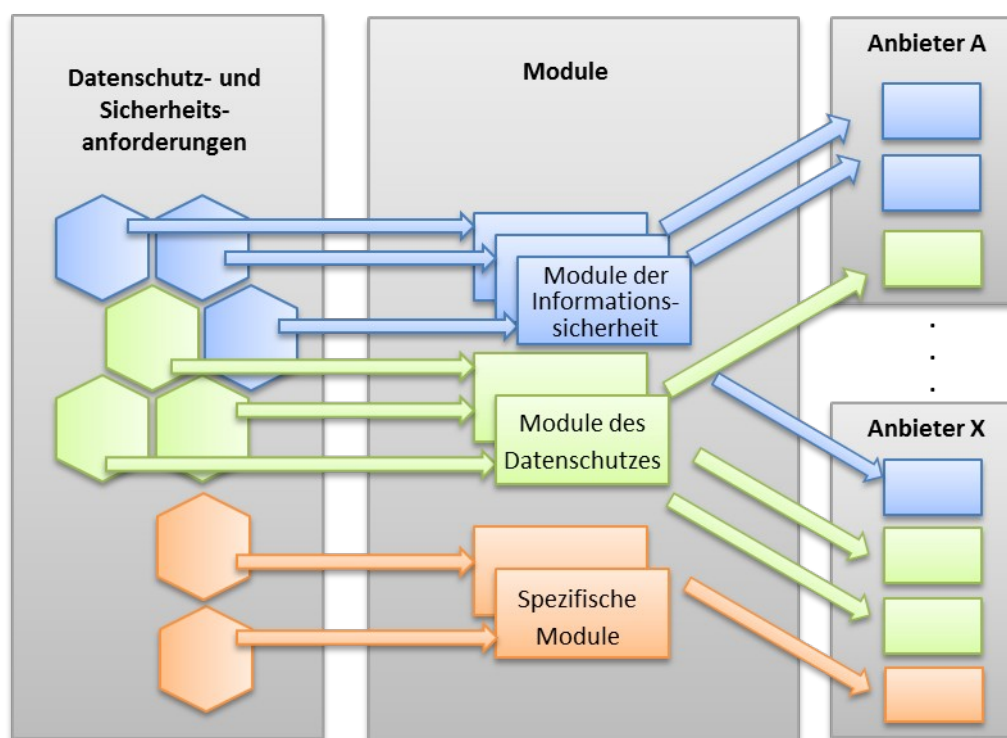 Datenschutz- und
Sicherheits-
anforderungen
Module
Anbieter A
Module der
Informations-
sicherheit
Module des
Datenschutzes
Anbieter X
Spezifische
Module